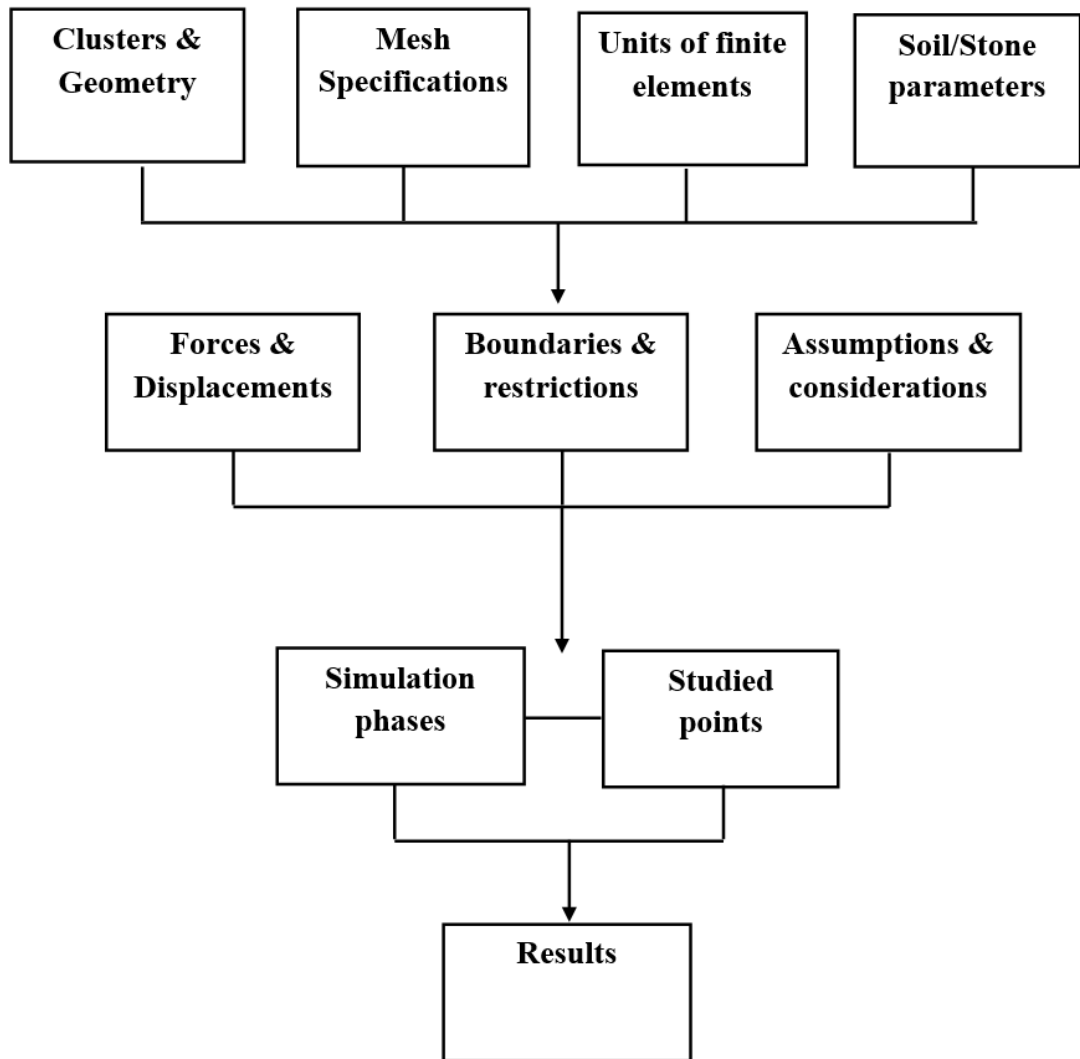 Clusters &
Geometry
Mesh
Specifications
Units of finite
elements
Soil/Stone
parameters
Forces &
Displacements
Boundaries &
restrictions
Assumptions &
considerations
Simulation
phases
Studied
points
Results